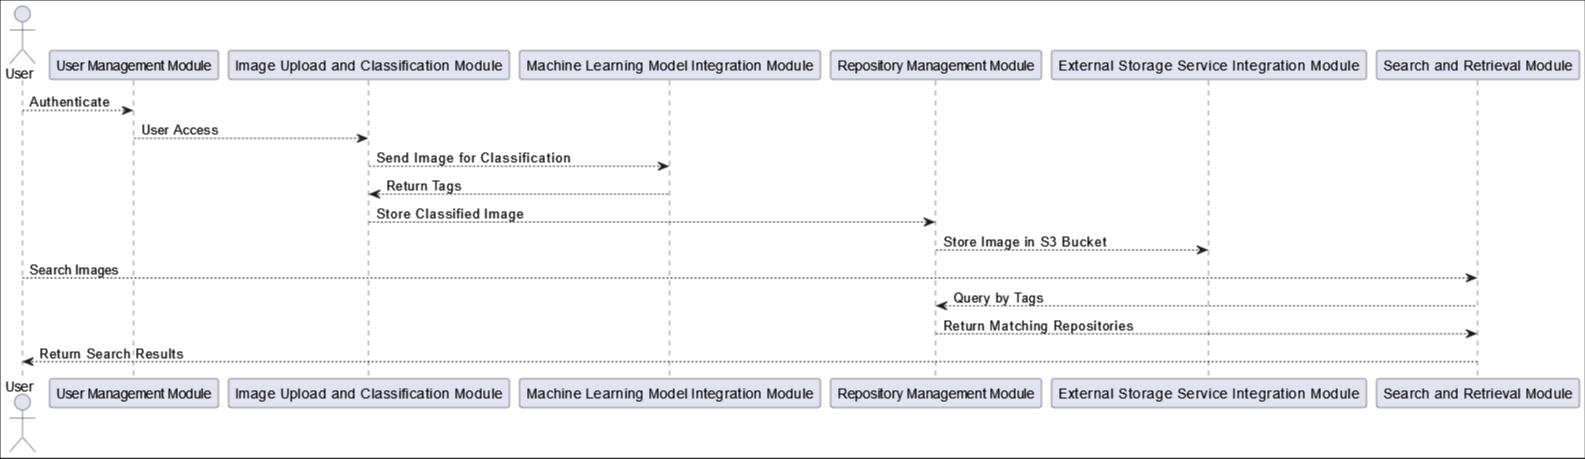 User
User Management Module
Image Upload and Classification Module
Machine Learning Model Integration Module
Repository Management Module
External Storage Service Integration Module
Search and Retrieval Module
Authenticate
User Access
Send Image for Classification
Return Tags
Store Classified Image
Store Image in S3 Bucket
Search Images
Query by Tags
Return Matching Repositories
Return Search Results
User
User Management Module
Image Upload and Classification Module
Machine Learning Model Integration Module
Repository Management Module
External Storage Service Integration Module
Search and Retrieval Module